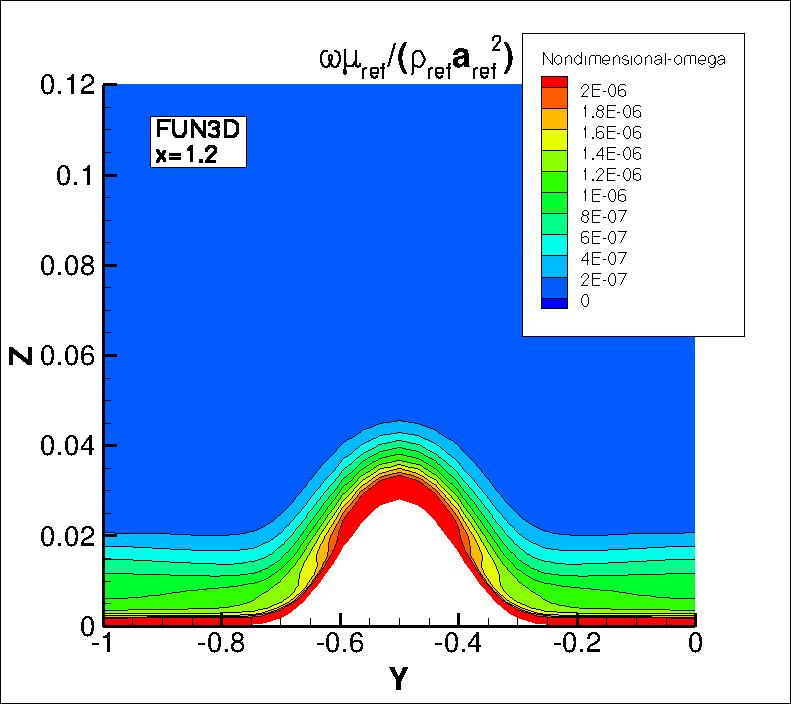 ωμref/(ρrefaref²)
Nondimensional-omega
2E-06
1.8E-06
1.6E-06
1.4E-06
1.2E-06
1E-06
8E-07
6E-07
4E-07
2E-07
0
FUN3D
x=1.2
0.12
0.1
0.08
0.06
0.04
0.02
0
Z
-1
-0.8
-0.6
-0.4
-0.2
0
Y